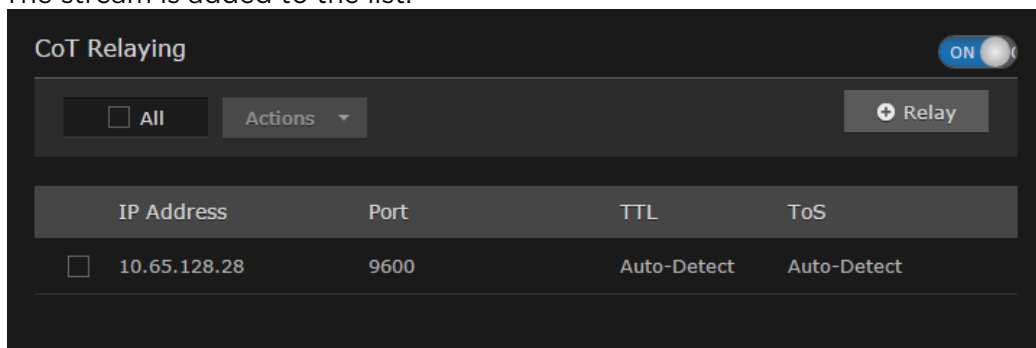 The stream is added to the list.
CoT Relaying
ON
All
Actions
Relay
IP Address Port TTL ToS
10.65.128.28 9600 Auto-Detect Auto-Detect